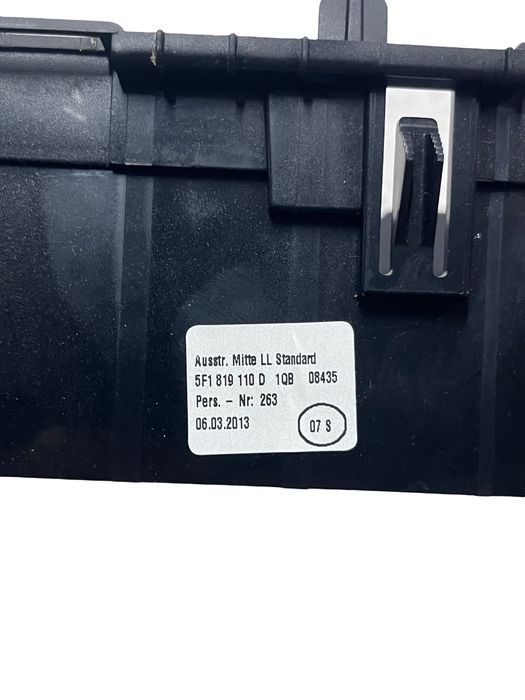 Ausstr. Mitte LL Standard
5F1 819 110 D 1QB 08435
Pers. - Nr: 263
06.03.2013 07 S